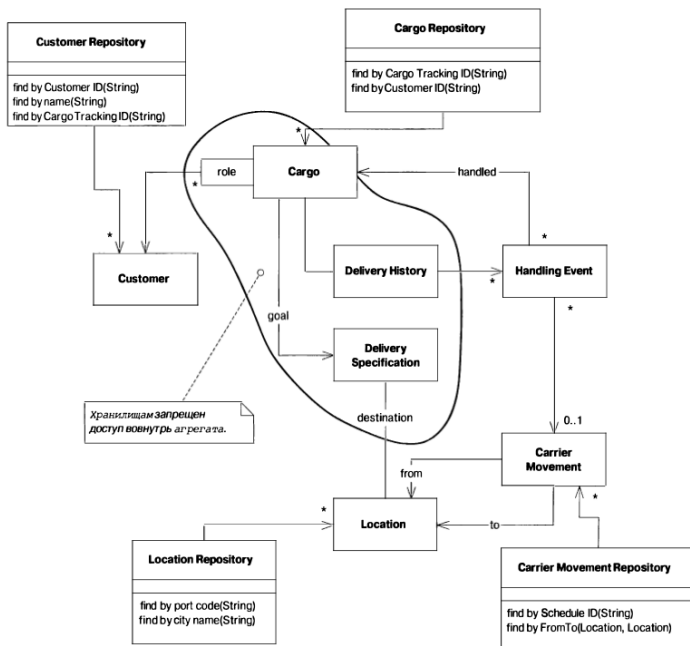 Customer Repository
find by Customer ID(String)
find by name(String)
find by Cargo Tracking ID(String)
Cargo Repository
find by Cargo Tracking ID(String)
find by Customer ID(String)
*
role
*
Cargo
handled
*
Customer
Delivery History
*
*
Handling Event
*
goal
Delivery
Specification
Хранилищам запрещен
доступ вовнутрь агрегата.
destination
0..1
Carrier
Movement
from
*
*
Location
to
Location Repository
find by port code(String)
find by city name(String)
Carrier Movement Repository
find by Schedule ID(String)
find by FromTo(Location, Location)